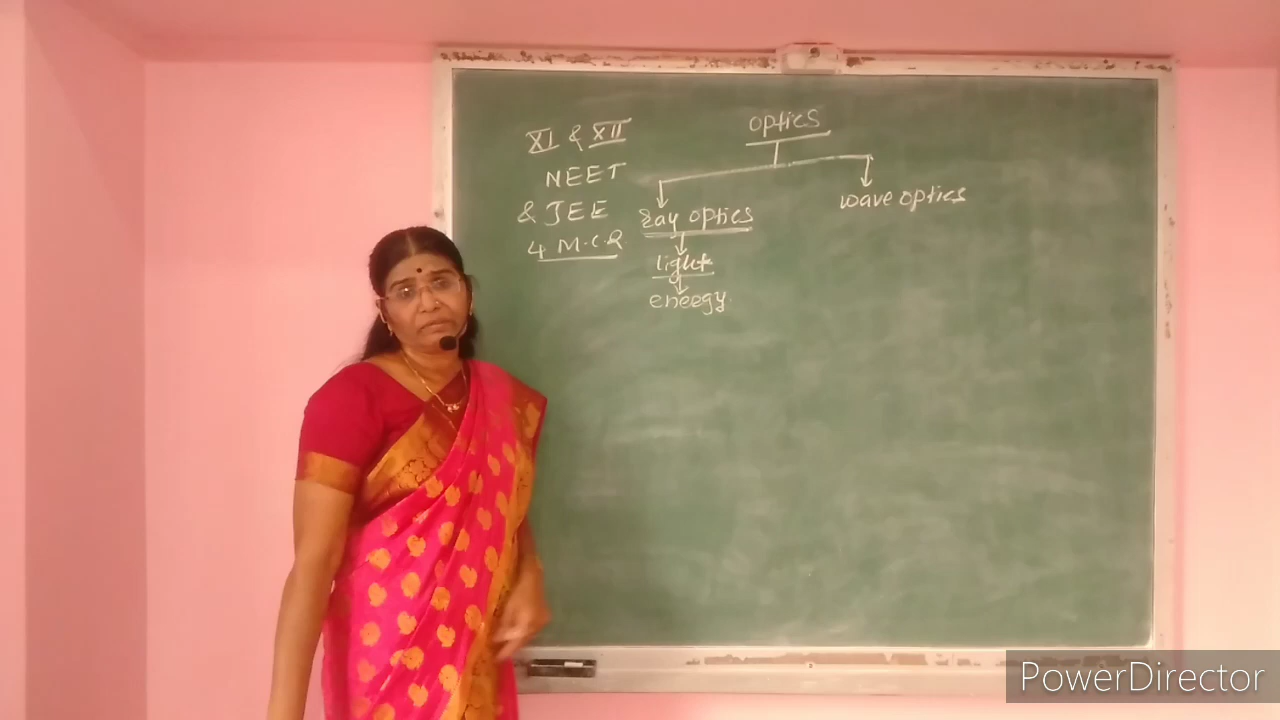 XI & XII
NEET
& JEE
4 M.C.Q.
optics
ray optics
wave optics
light
energy
PowerDirector